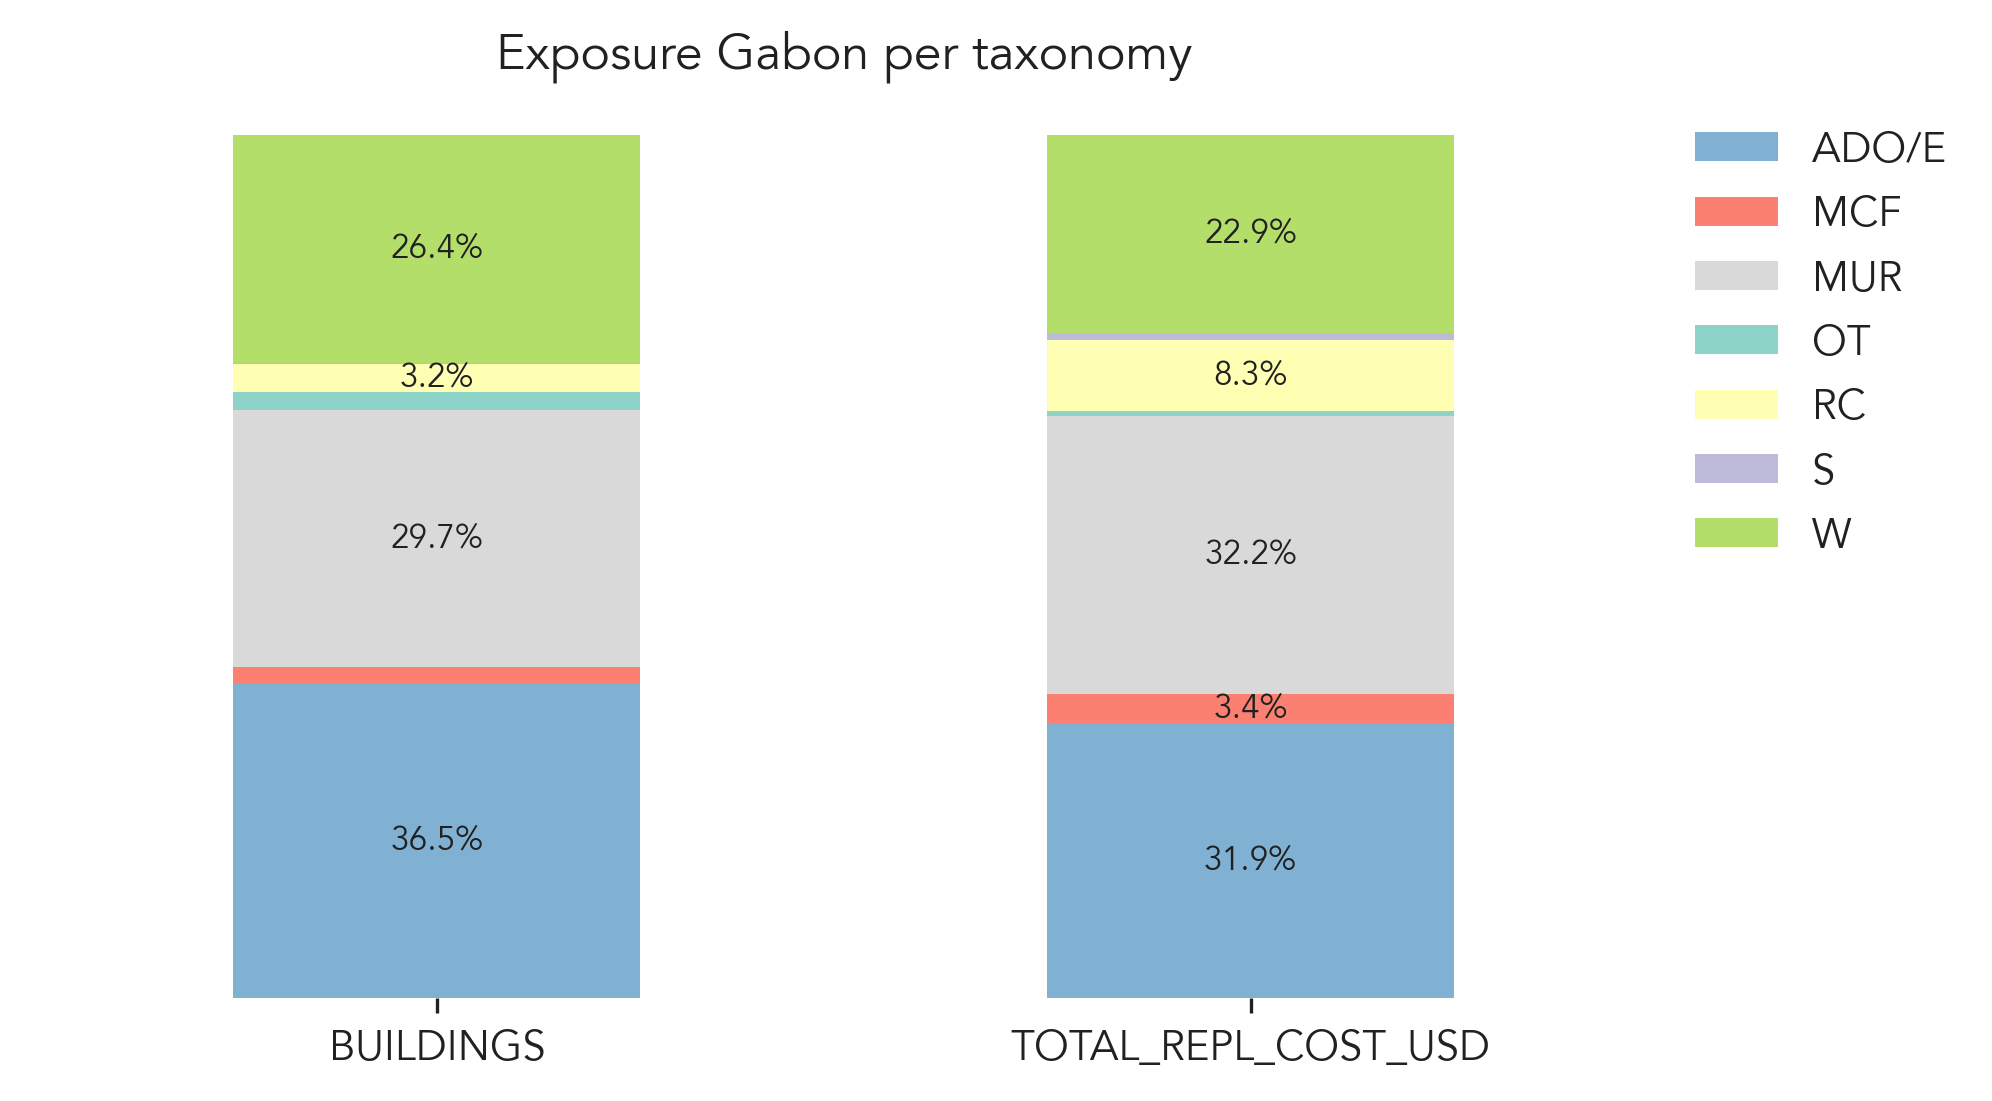 Exposure Gabon per taxonomy
26.4%
3.2%
29.7%
36.5%
BUILDINGS
22.9%
8.3%
32.2%
3.4%
31.9%
TOTAL_REPL_COST_USD
ADO/E
MCF
MUR
OT
RC
S
W